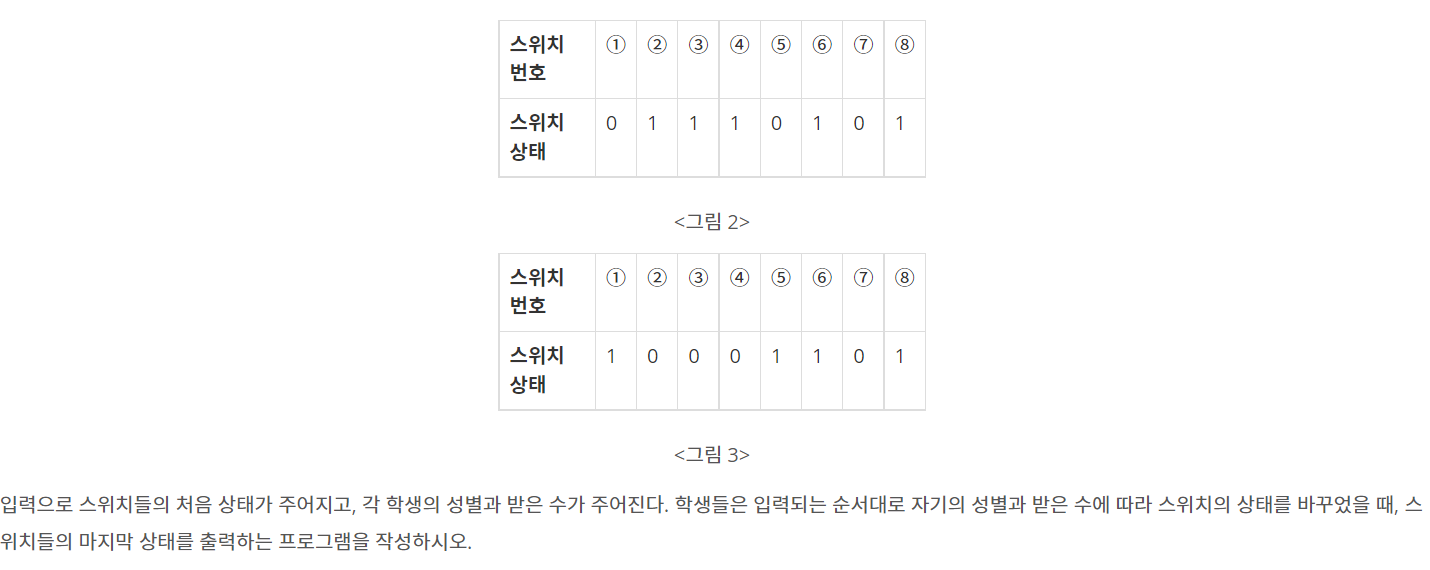 스위치 번호 ① ② ③ ④ ⑤ ⑥ ⑦ ⑧
스위치 상태 0 1 1 1 0 1 0 1
<그림 2>
스위치 번호 ① ② ③ ④ ⑤ ⑥ ⑦ ⑧
스위치 상태 1 0 0 0 1 1 0 1
<그림 3>
입력으로 스위치들의 처음 상태가 주어지고, 각 학생의 성별과 받은 수가 주어진다. 학생들은 입력되는 순서대로 자기의 성별과 받은 수에 따라 스위치의 상태를 바꾸었을 때, 스
위치들의 마지막 상태를 출력하는 프로그램을 작성하시오.